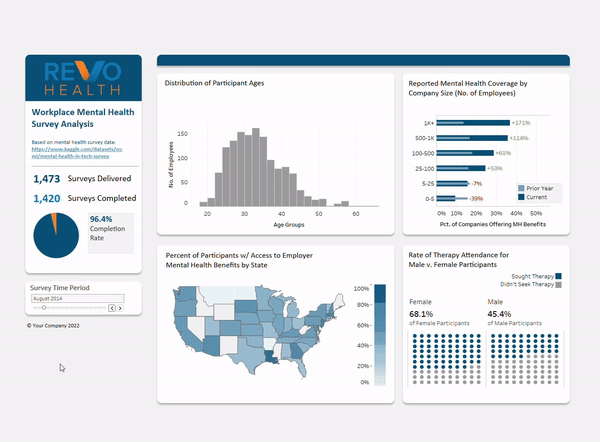 REVO
HEALTH
Workplace Mental Health
Survey Analysis
Based on mental health survey data:
https://www.kaggle.com/datasets/os
mi/mental-health-in-tech-survey
1,473 Surveys Delivered
1,420 Surveys Completed
96.4%
Completion
Rate
Survey Time Period
August 2014
© Your Company 2022
Distribution of Participant Ages
No. of Employees
150
100
50
0
20 30 40 50 60
Age Groups
Reported Mental Health Coverage by
Company Size (No. of Employees)
1K+ +171%
500-1K +114%
100-500 +61%
25-100 +53%
5-25 -7%
0-5 -39%
Prior Year
Current
0% 10% 20% 30% 40% 50%
Pct. of Companies Offering MH Benefits
Percent of Participants w/ Access to Employer
Mental Health Benefits by State
100%
80%
60%
40%
20%
0%
Rate of Therapy Attendance for
Male v. Female Participants
Sought Therapy
Didn't Seek Therapy
Female
68.1%
of Female Participants
Male
45.4%
of Male Participants